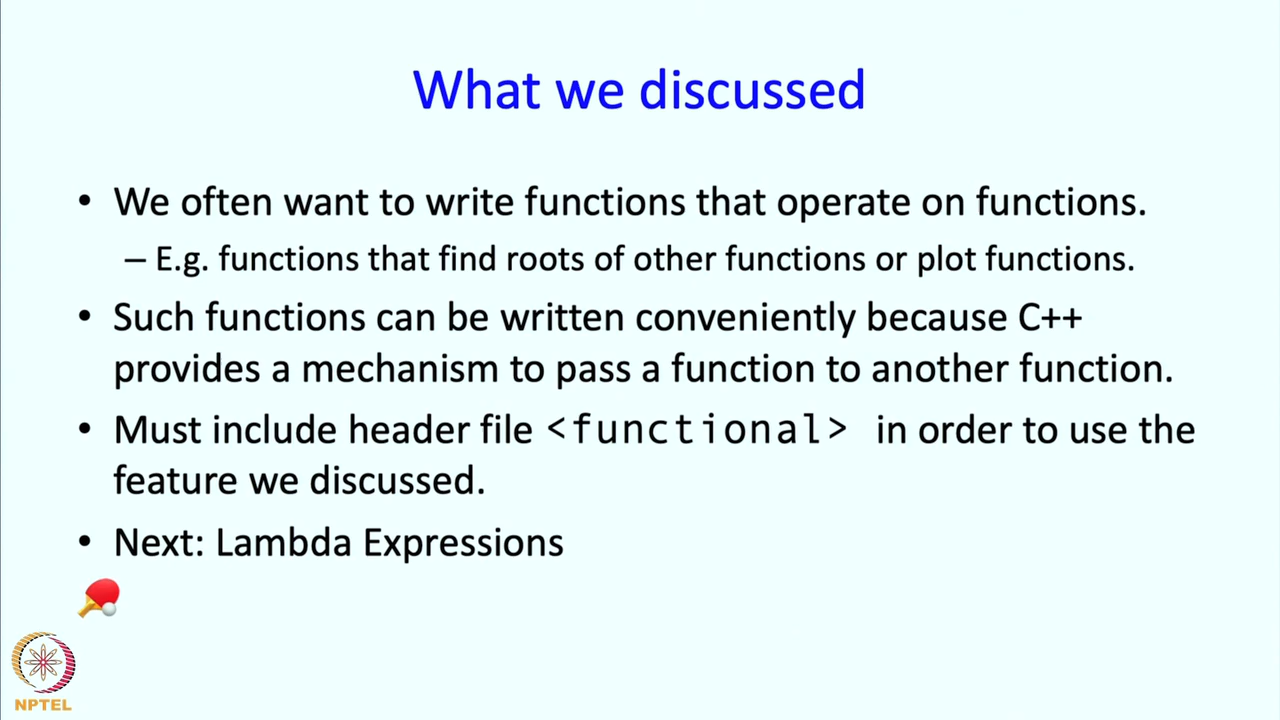 What we discussed
• We often want to write functions that operate on functions.
– E.g. functions that find roots of other functions or plot functions.
• Such functions can be written conveniently because C++
provides a mechanism to pass a function to another function.
• Must include header file <functional> in order to use the
feature we discussed.
• Next: Lambda Expressions
NPTEL